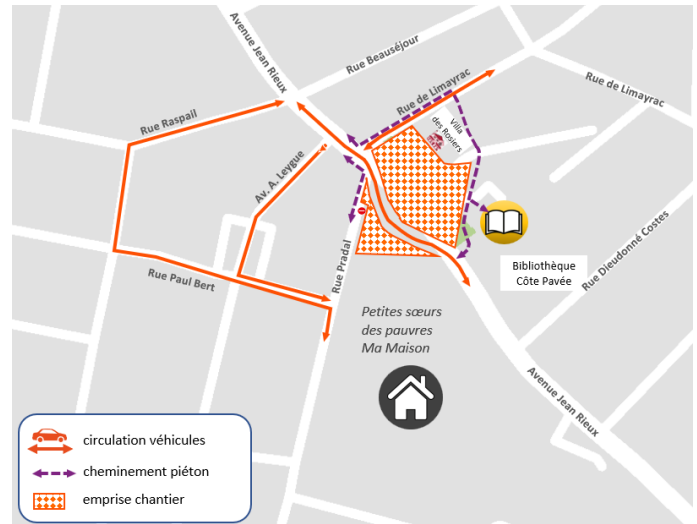 Avenue Jean Rieux
Rue Beauséjour
Rue de Limayrac
Rue de Limayrac
Rue Raspail
Villa
des Rosiers
Av. A. Leygue
Rue Dieudonné Costes
Bibliothèque
Côte Pavée
Rue Pradal
Rue Paul Bert
Petites sœurs
des pauvres
Ma Maison
Avenue Jean Rieux
circulation véhicules
cheminement piéton
emprise chantier